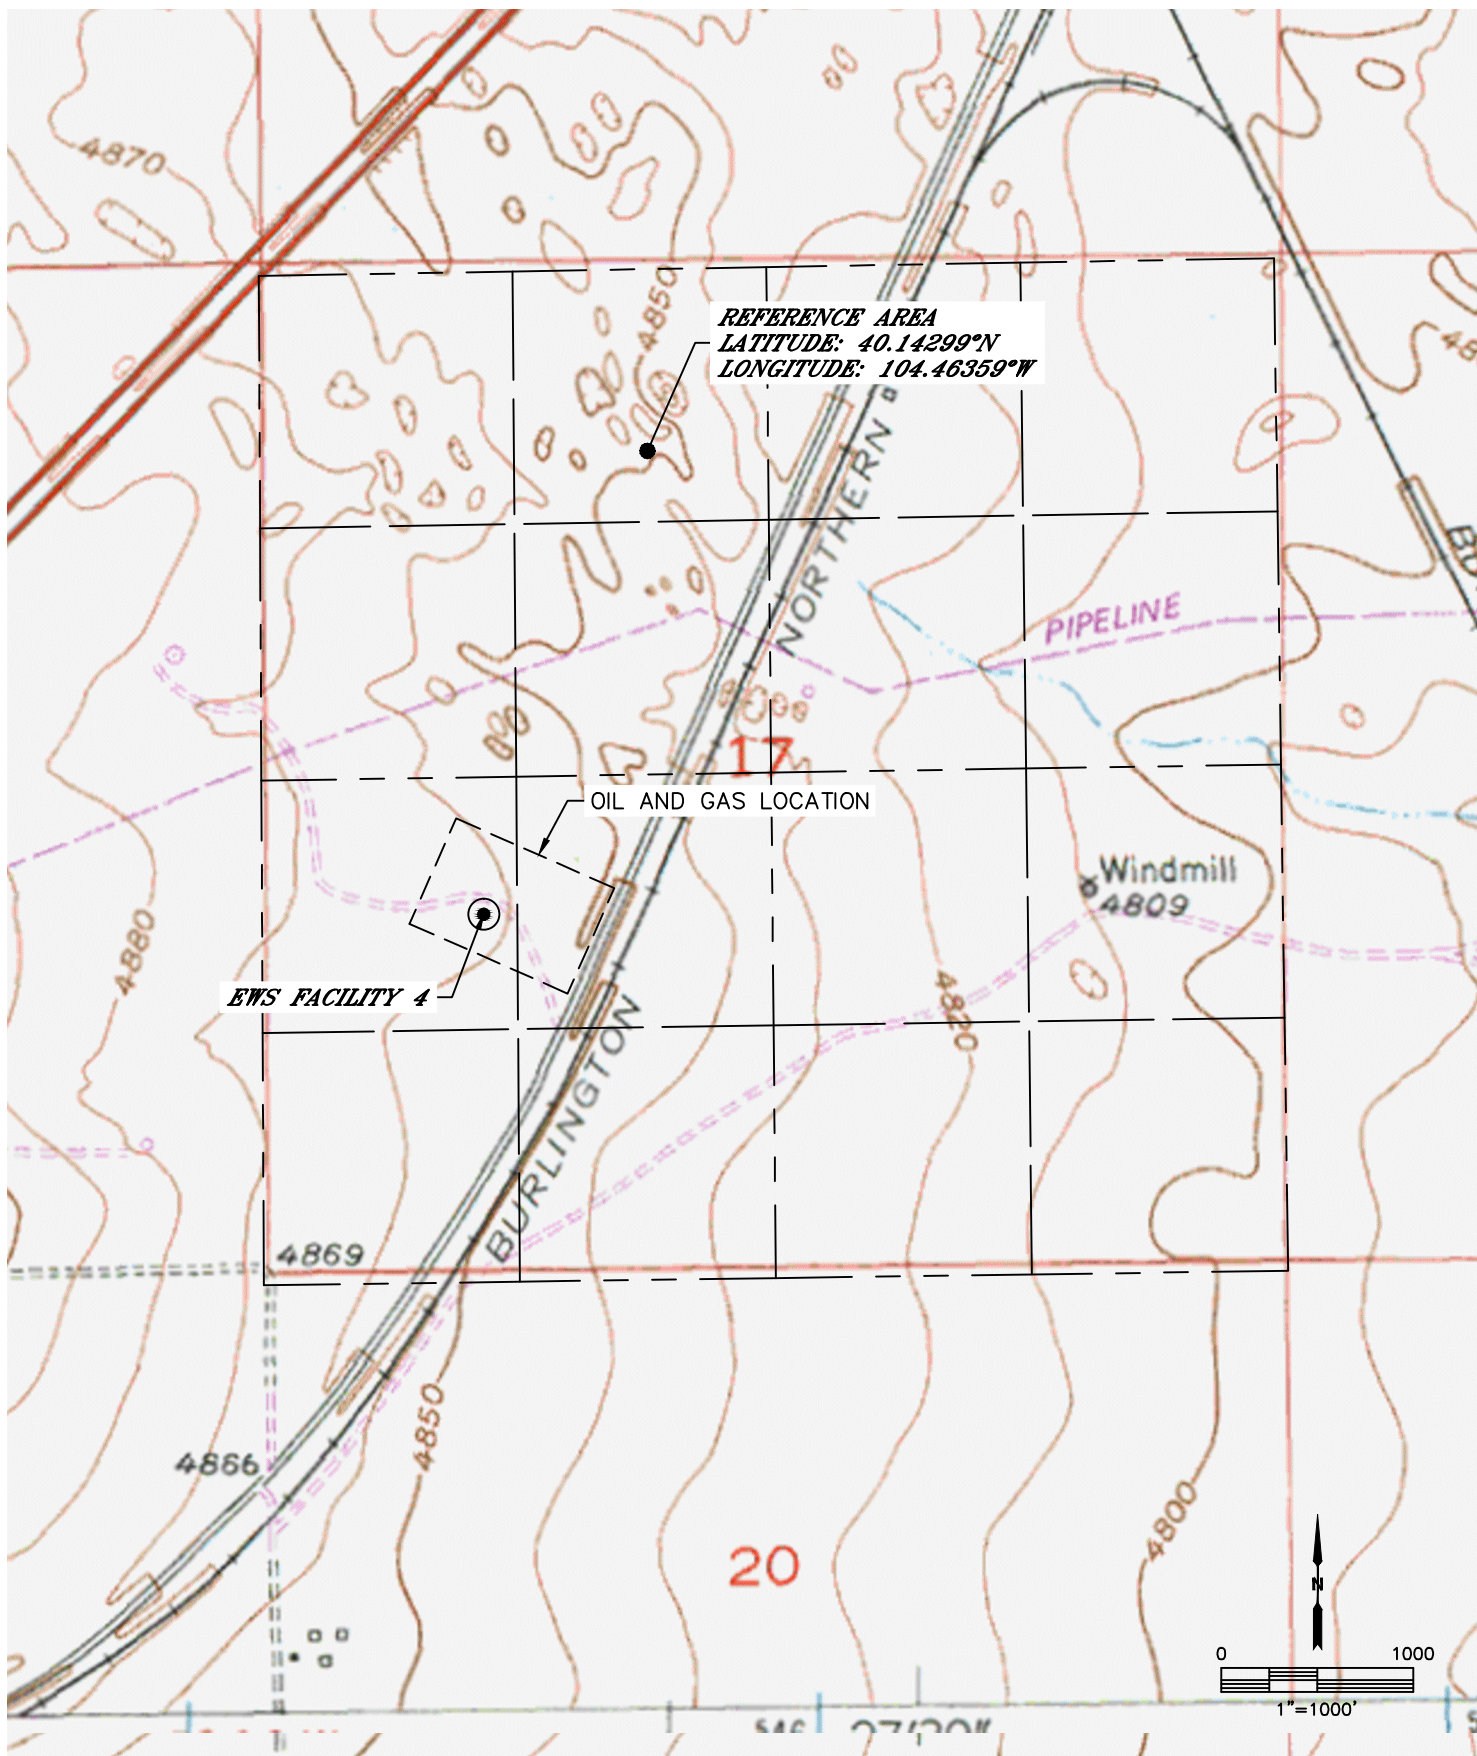 4870
4850
REFERENCE AREA
LATITUDE: 40.14299°N
LONGITUDE: 104.46359°W
NORTHERN
PIPELINE
17
OIL AND GAS LOCATION
Windmill
4809
4880
EWS FACILITY 4
4820
BURLINGTON
4869
4850
4866
4800
20
N
0 1000
1"=1000'